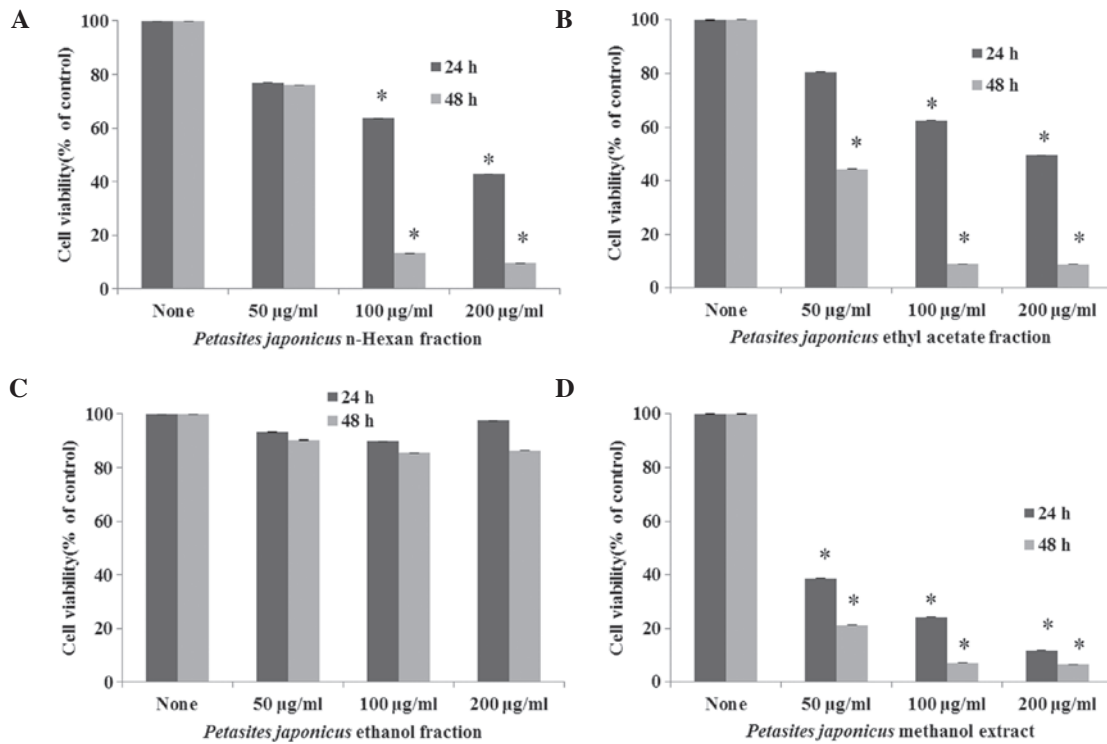 A
Cell viability(% of control)
100
80
60
40
20
0
24 h
48 h
*
*
*
*
None
50 µg/ml
100 µg/ml
200 µg/ml
Petasites japonicus n-Hexan fraction
B
Cell viability(% of control)
100
80
60
40
20
0
24 h
48 h
*
*
*
*
*
None
50 µg/ml
100 µg/ml
200 µg/ml
Petasites japonicus ethyl acetate fraction
C
Cell viability(% of control)
100
80
60
40
20
0
24 h
48 h
None
50 µg/ml
100 µg/ml
200 µg/ml
Petasites japonicus ethanol fraction
D
Cell viability(% of control)
100
80
60
40
20
0
24 h
48 h
*
*
*
*
*
*
None
50 µg/ml
100 µg/ml
200 µg/ml
Petasites japonicus methanol extract